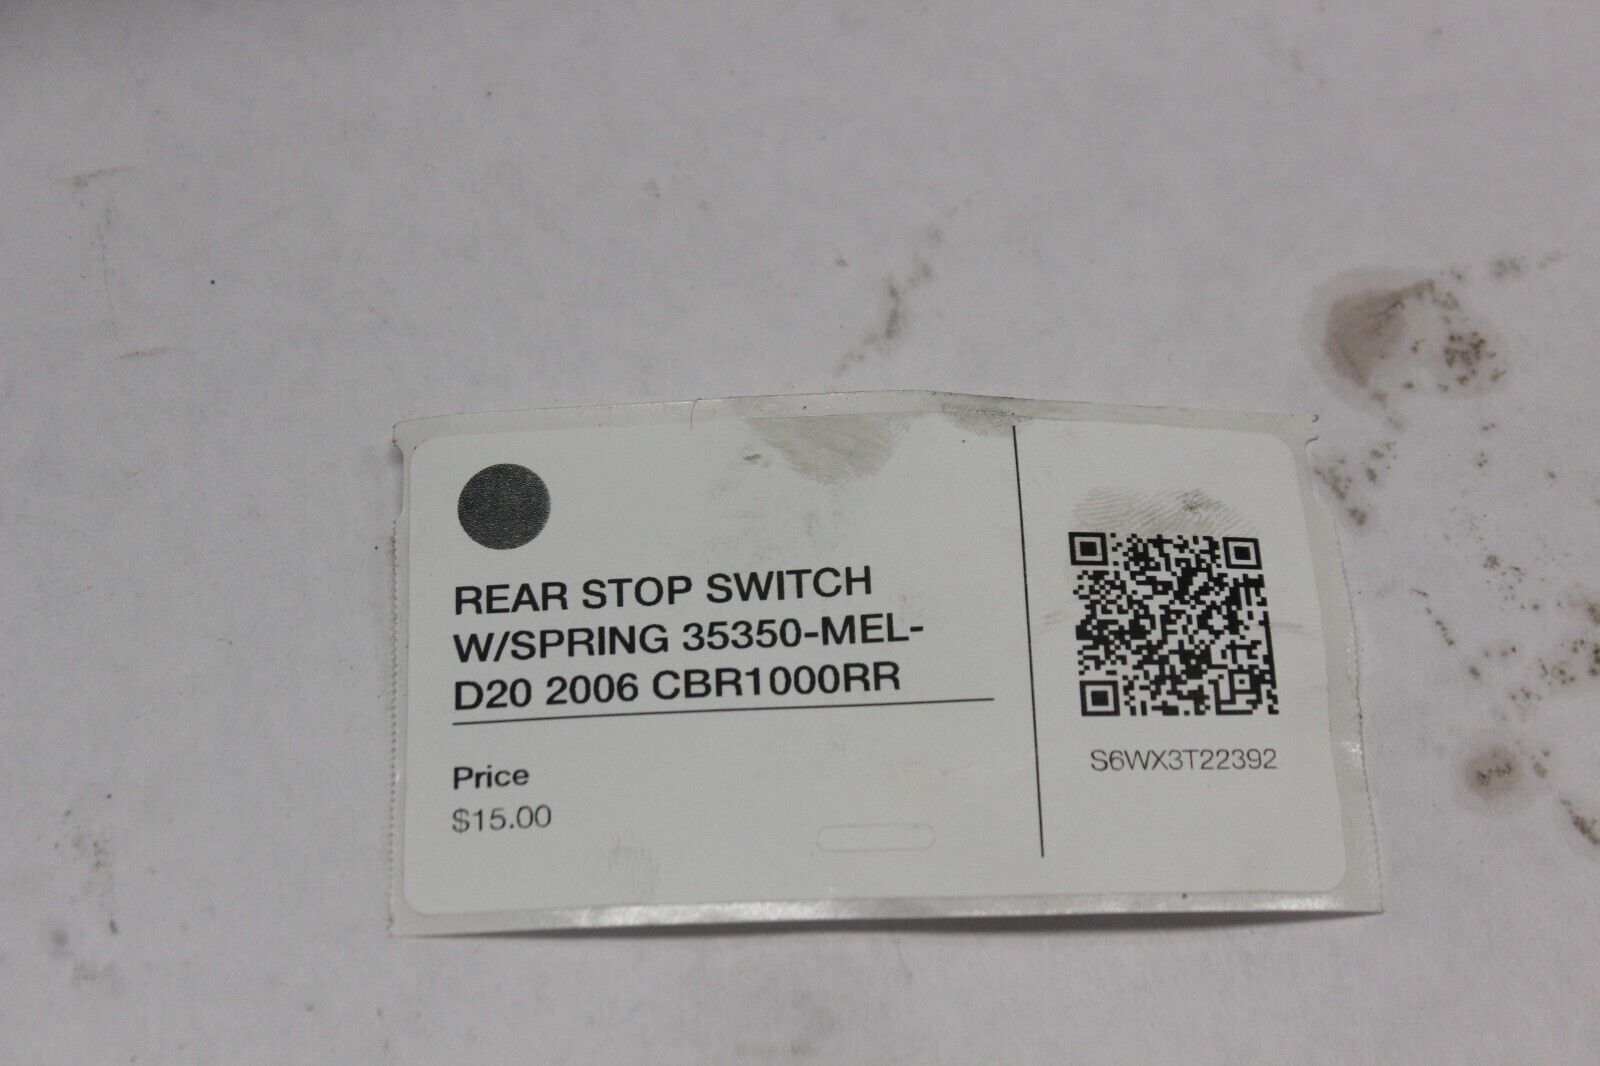 REAR STOP SWITCH
W/SPRING 35350-MEL-
D20 2006 CBR1000RR
Price
$15.00
S6WX3T22392